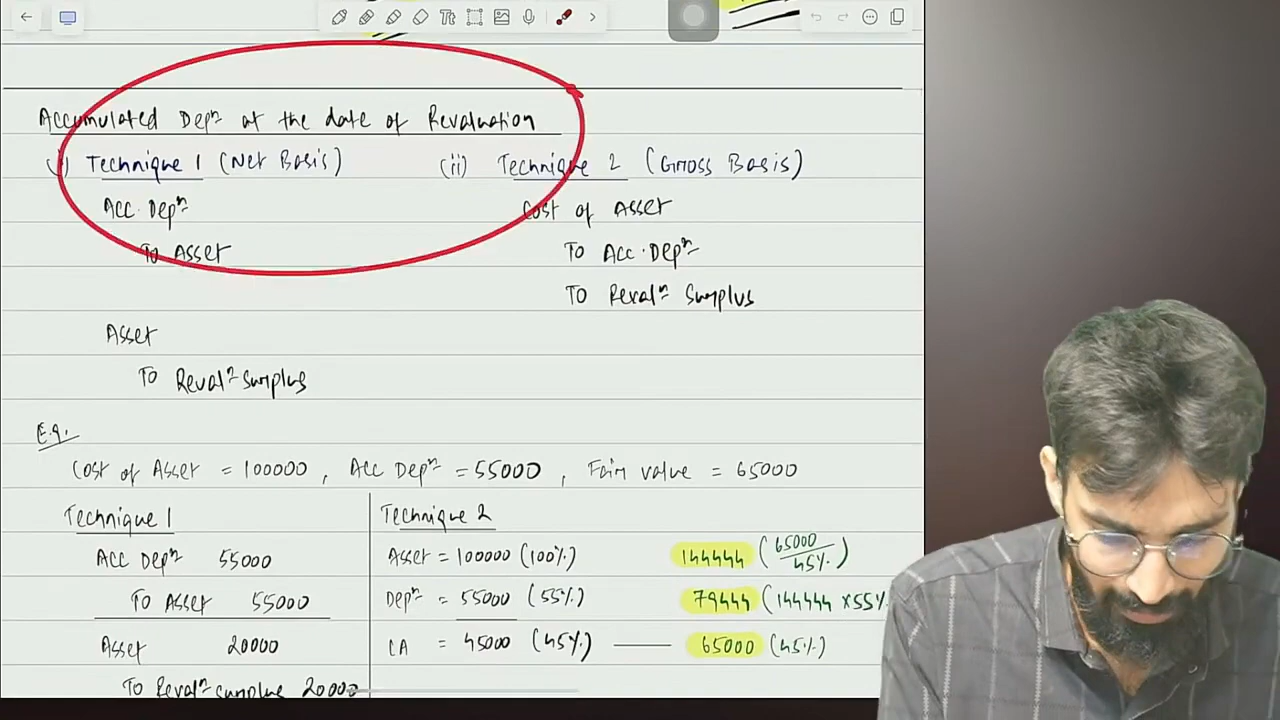 Accumulated Depⁿ at the date of Revaluation
(i) Technique 1 (Net Basis) (ii) Technique 2 (Gross Basis)
Acc. Depⁿ Cost of Asset
To Asset To Acc. Depⁿ
To Revalⁿ Surplus
Asset
To Revalⁿ Surplus
E.g.
Cost of Asset = 100000, Acc Depⁿ = 55000, Fair value = 65000
Technique 1 Technique 2
Acc Depⁿ 55000 Asset = 100000 (100%) 144444 (65000/45%)
To Asset 55000 Depⁿ = 55000 (55%) 79444 (144444 x 55%
Asset 20000 CA = 45000 (45%) —— 65000 (45%)
To Revalⁿ surplus 20000